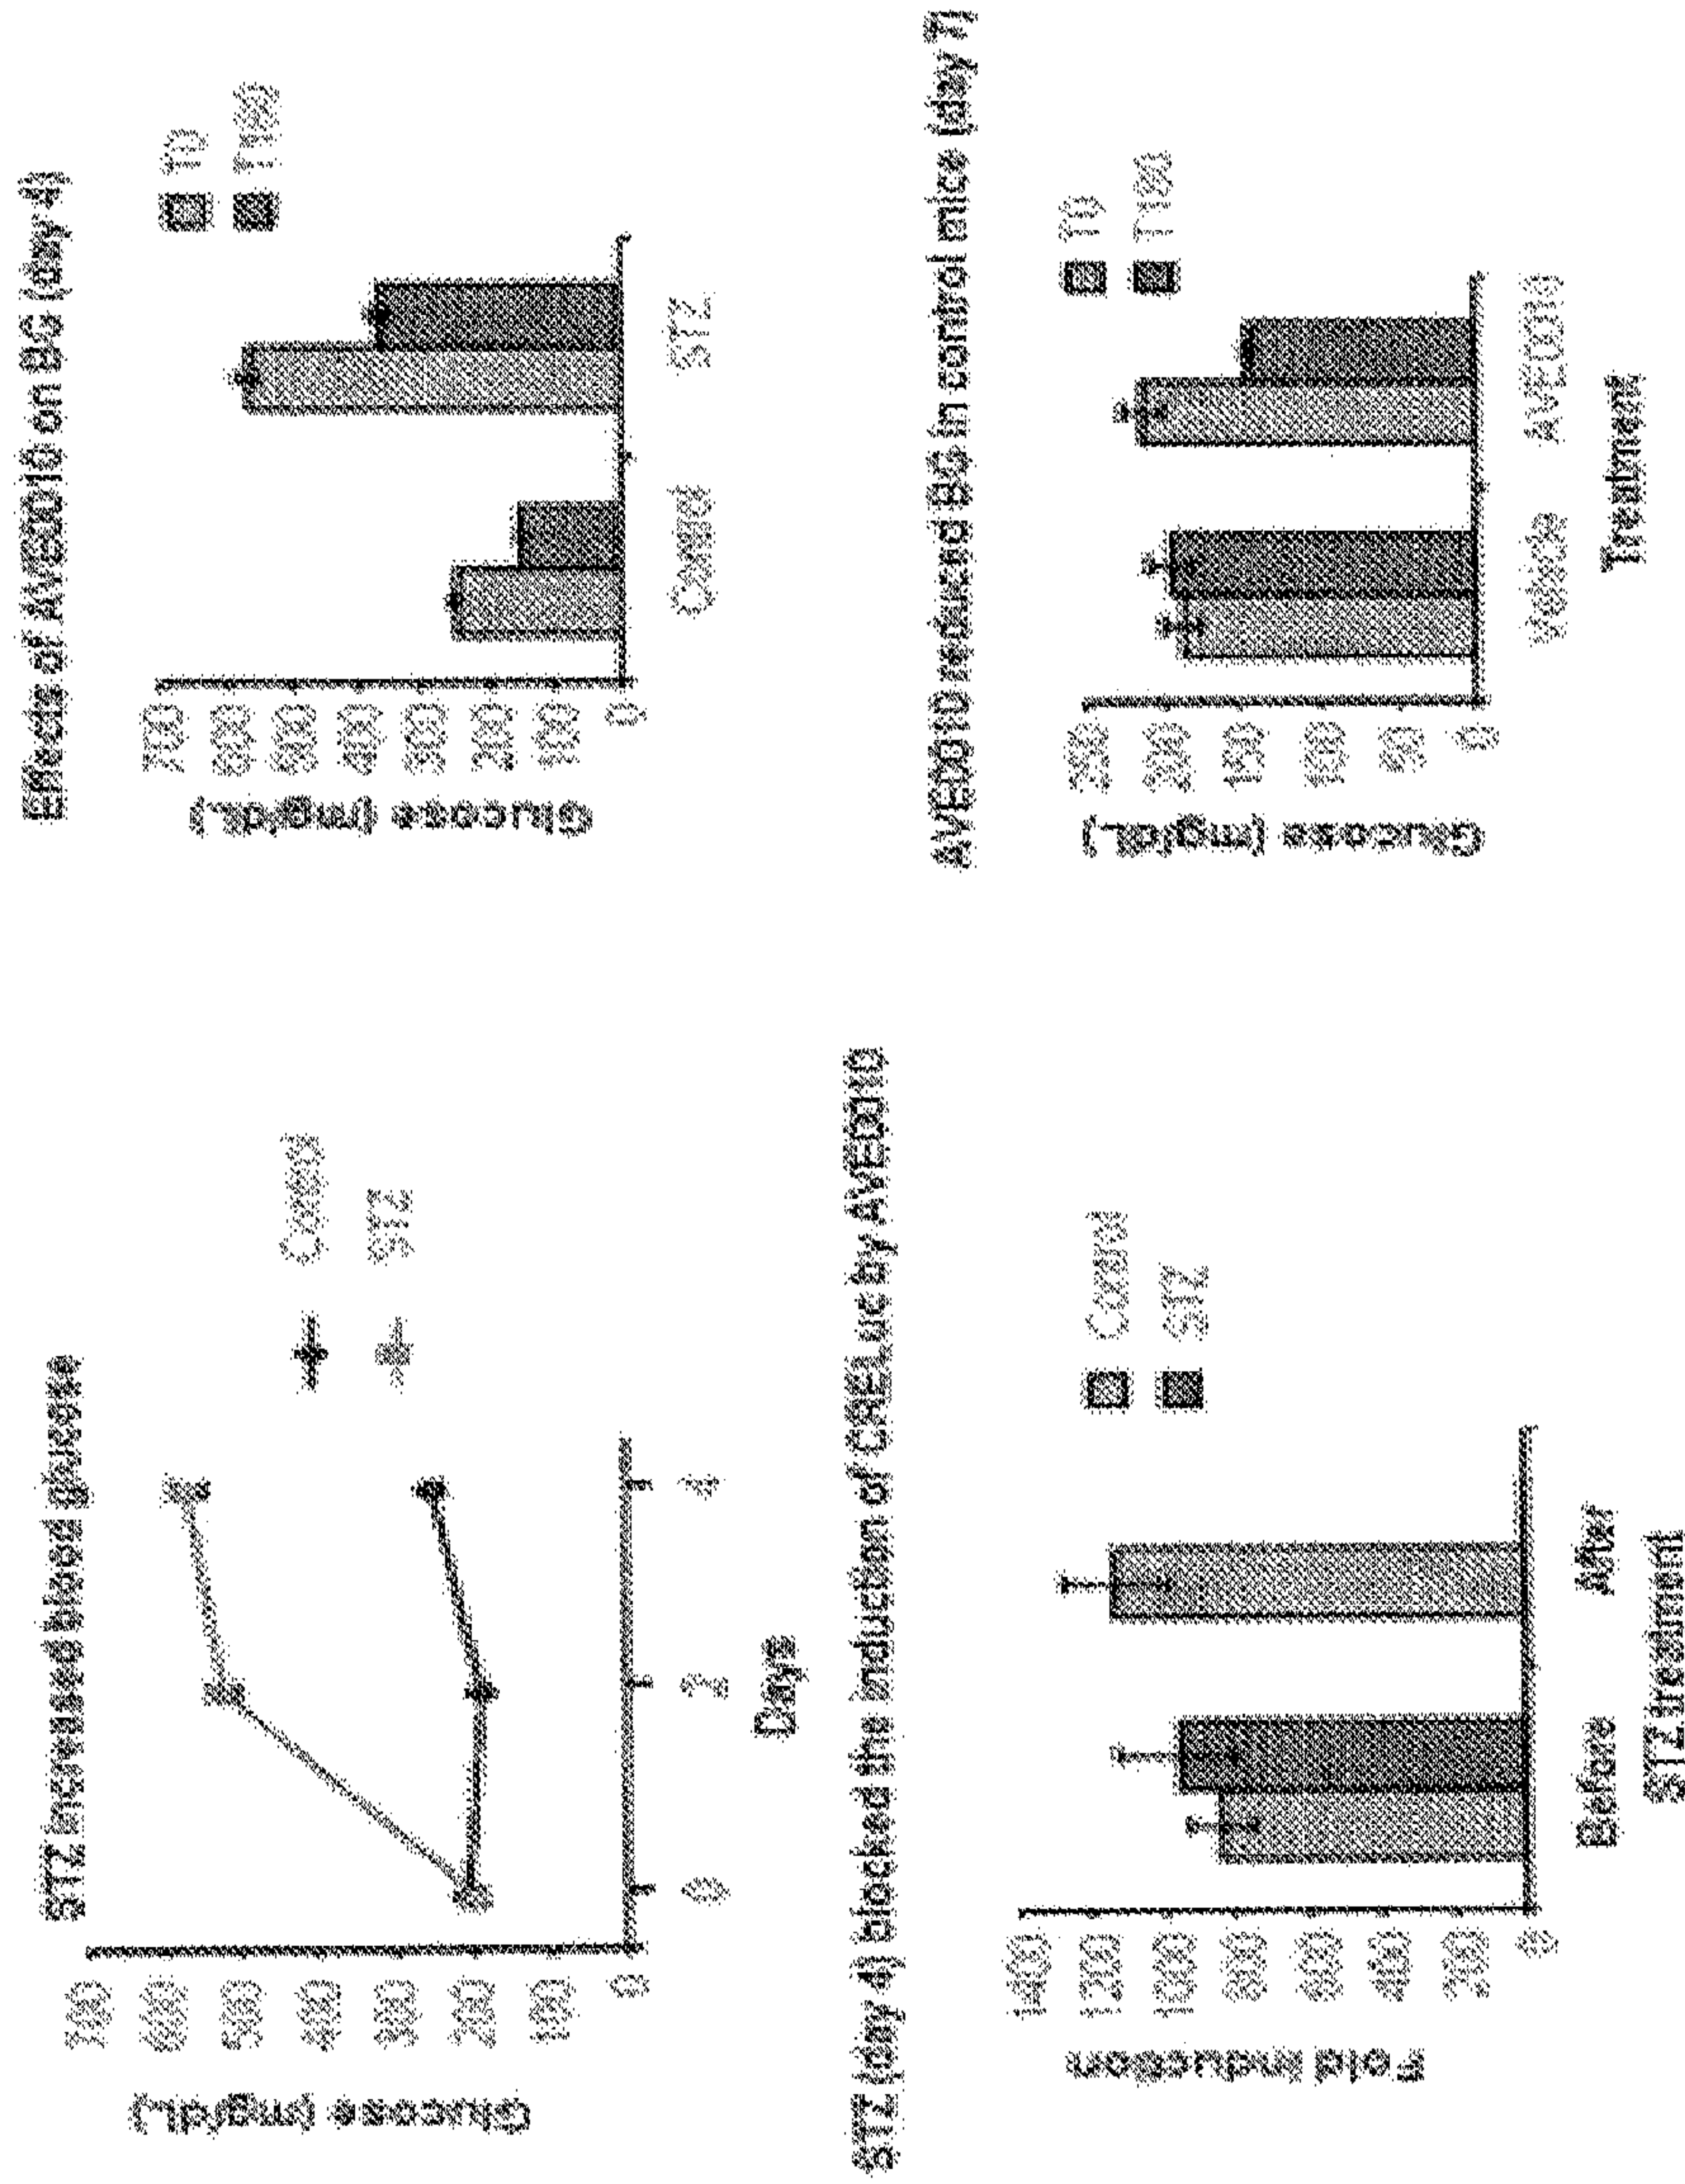 STZ increased blood glucose
Glucose (mg/dL)
700
600
500
400
300
200
100
0
0
2
4
Days
Control
STZ
Effects of AVE0010 on BG (day 4)
Glucose (mg/dL)
700
600
500
400
300
200
100
0
Control
STZ
T0
T180
STZ (day 4) blocked the induction of CRELuc by AVE0010
Fold induction
1400
1200
1000
800
600
400
200
0
Before
After
STZ treatment
Control
STZ
AVE0010 reduced BG in control mice (day 7)
Glucose (mg/dL)
250
200
150
100
50
0
Vehicle
AVE0010
Treatment
T0
T180